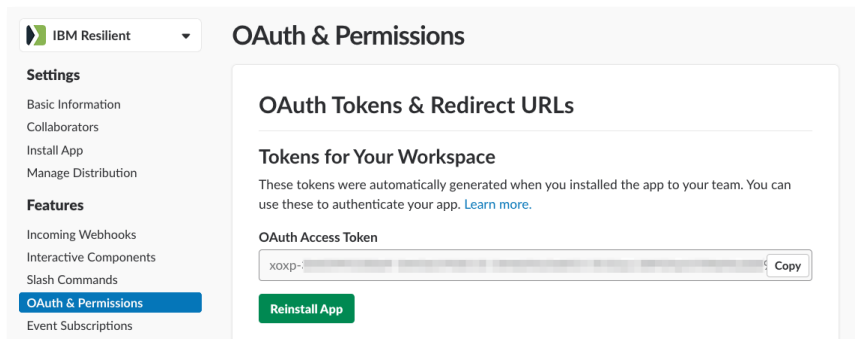 IBM Resilient
Settings
Basic Information
Collaborators
Install App
Manage Distribution
Features
Incoming Webhooks
Interactive Components
Slash Commands
OAuth & Permissions
Event Subscriptions
OAuth & Permissions
OAuth Tokens & Redirect URLs
Tokens for Your Workspace
These tokens were automatically generated when you installed the app to your team. You can
use these to authenticate your app. Learn more.
OAuth Access Token
xoxp- Copy
Reinstall App